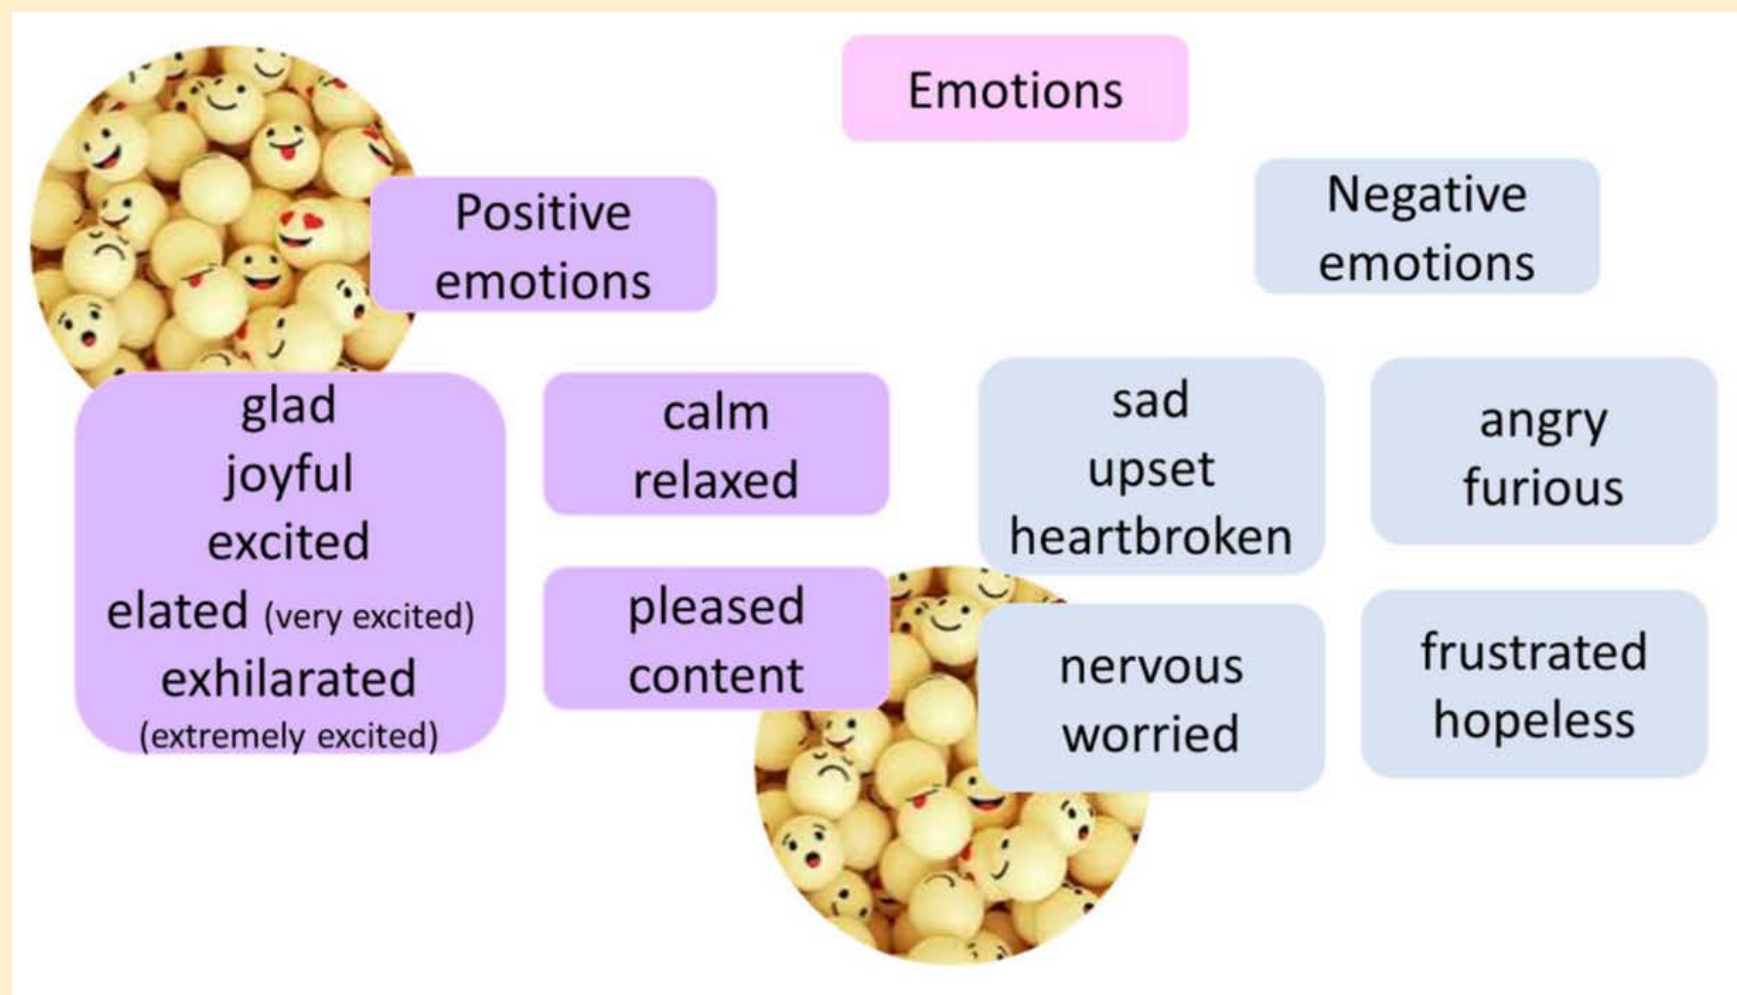 Emotions
Positive
emotions
Negative
emotions
glad
joyful
excited
elated (very excited)
exhilarated
(extremely excited)
calm
relaxed
pleased
content
sad
upset
heartbroken
angry
furious
nervous
worried
frustrated
hopeless